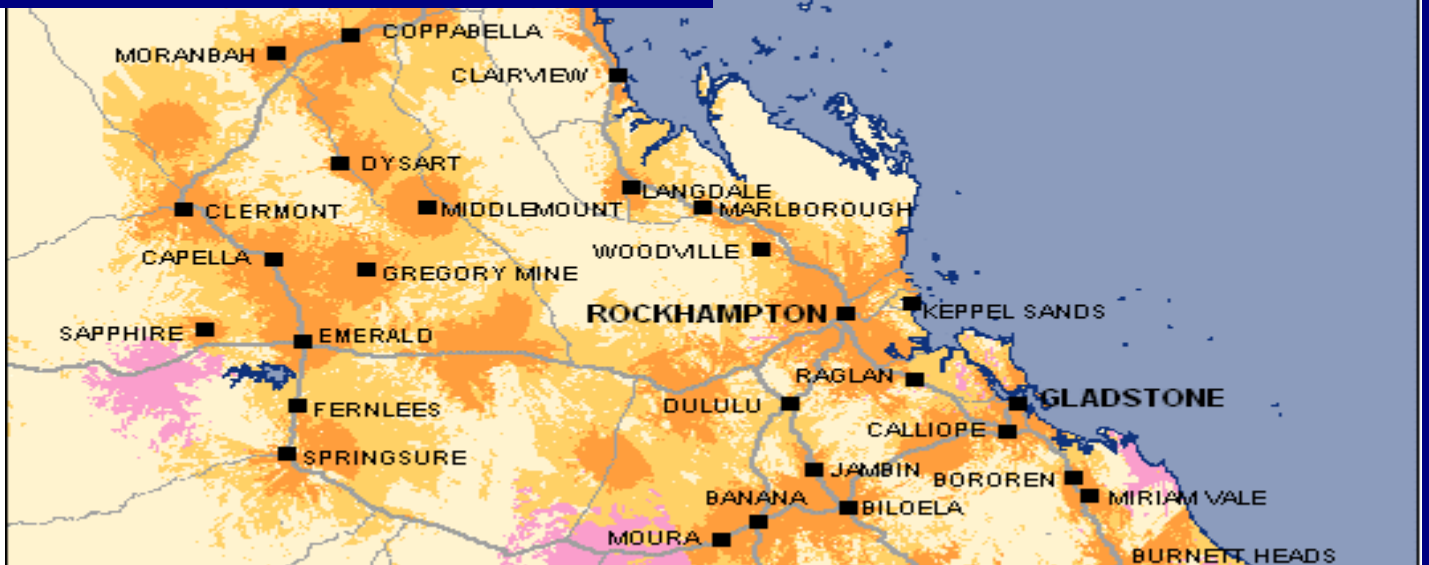 COPPABELLA
MORANBAH
CLAIRVIEW
DYSART
LANGDALE
CLERMONT
MIDDLEMOUNT
MARLBOROUGH
WOODVILLE
CAPELLA
GREGORY MINE
ROCKHAMPTON
KEPPEL SANDS
SAPPHIRE
EMERALD
RAGLAN
GLADSTONE
FERNLEES
DULULU
CALLIOPE
SPRINGSURE
JAMBIN
BOROREN
BANANA
MIRIAM VALE
BILOELA
MOURA
BURNETT HEADS